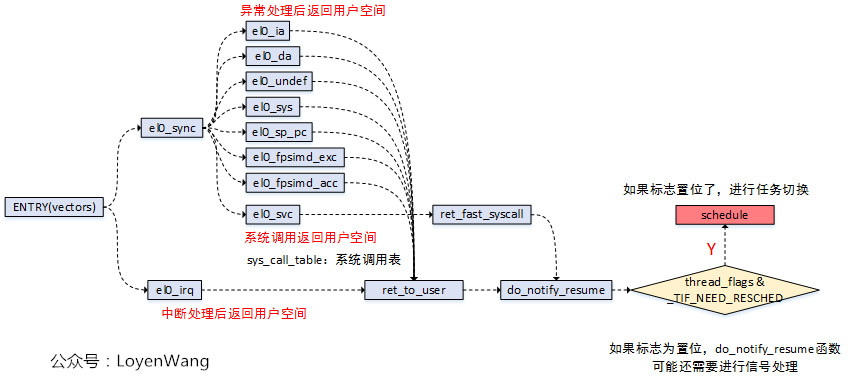 异常处理后返回用户空间
el0_ia
el0_da
el0_undef
el0_sys
el0_sync
el0_sp_pc
el0_fpsimd_exc
el0_fpsimd_acc
ENTRY(vectors)
el0_svc
ret_fast_syscall
系统调用返回用户空间
sys_call_table：系统调用表
如果标志置位了，进行任务切换
schedule
Y
el0_irq
ret_to_user
do_notify_resume
thread_flags &
_TIF_NEED_RESCHED
中断处理后返回用户空间
如果标志为置位，do_notify_resume函数
可能还需要进行信号处理
公众号：LoyenWang